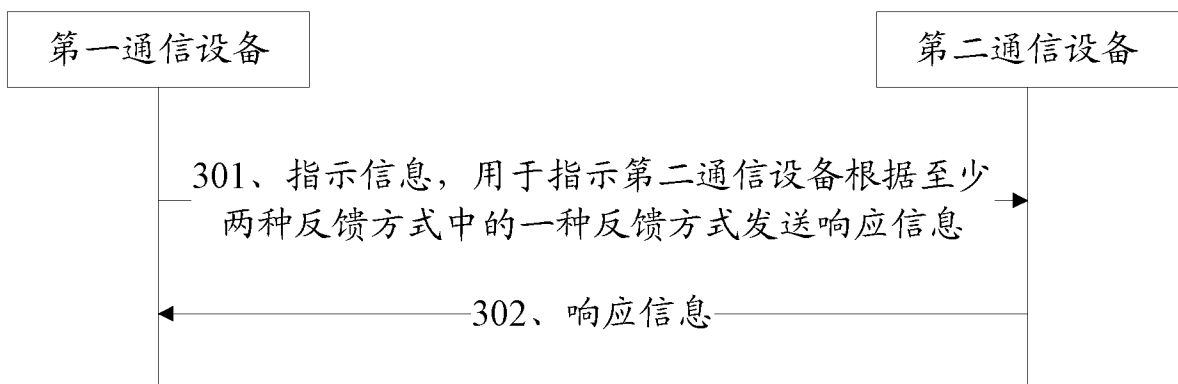 第一通信设备
第二通信设备
301、指示信息，用于指示第二通信设备根据至少
两种反馈方式中的一种反馈方式发送响应信息
302、响应信息